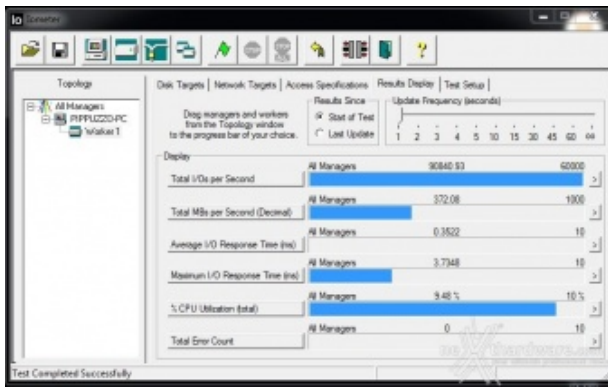 Iometer
Topology
All Managers
PIPPUZZO-PC
Worker 1
Disk Targets Network Targets Access Specifications Results Display Test Setup
Drag managers and workers
from the Topology window
to the progress bar of your choice.
Results Since
Start of Test
Last Update
Update Frequency (seconds)
1 2 3 4 5 10 15 30 45 60 ∞
Display
All Managers 90840.93 60000
Total I/Os per Second
All Managers 372.08 1000
Total MBs per Second (Decimal)
All Managers 0.3522 10
Average I/O Response Time (ms)
All Managers 3.7348 10
Maximum I/O Response Time (ms)
All Managers 9.48 % 10 %
% CPU Utilization (total)
All Managers 0 10
Total Error Count
Test Completed Successfully